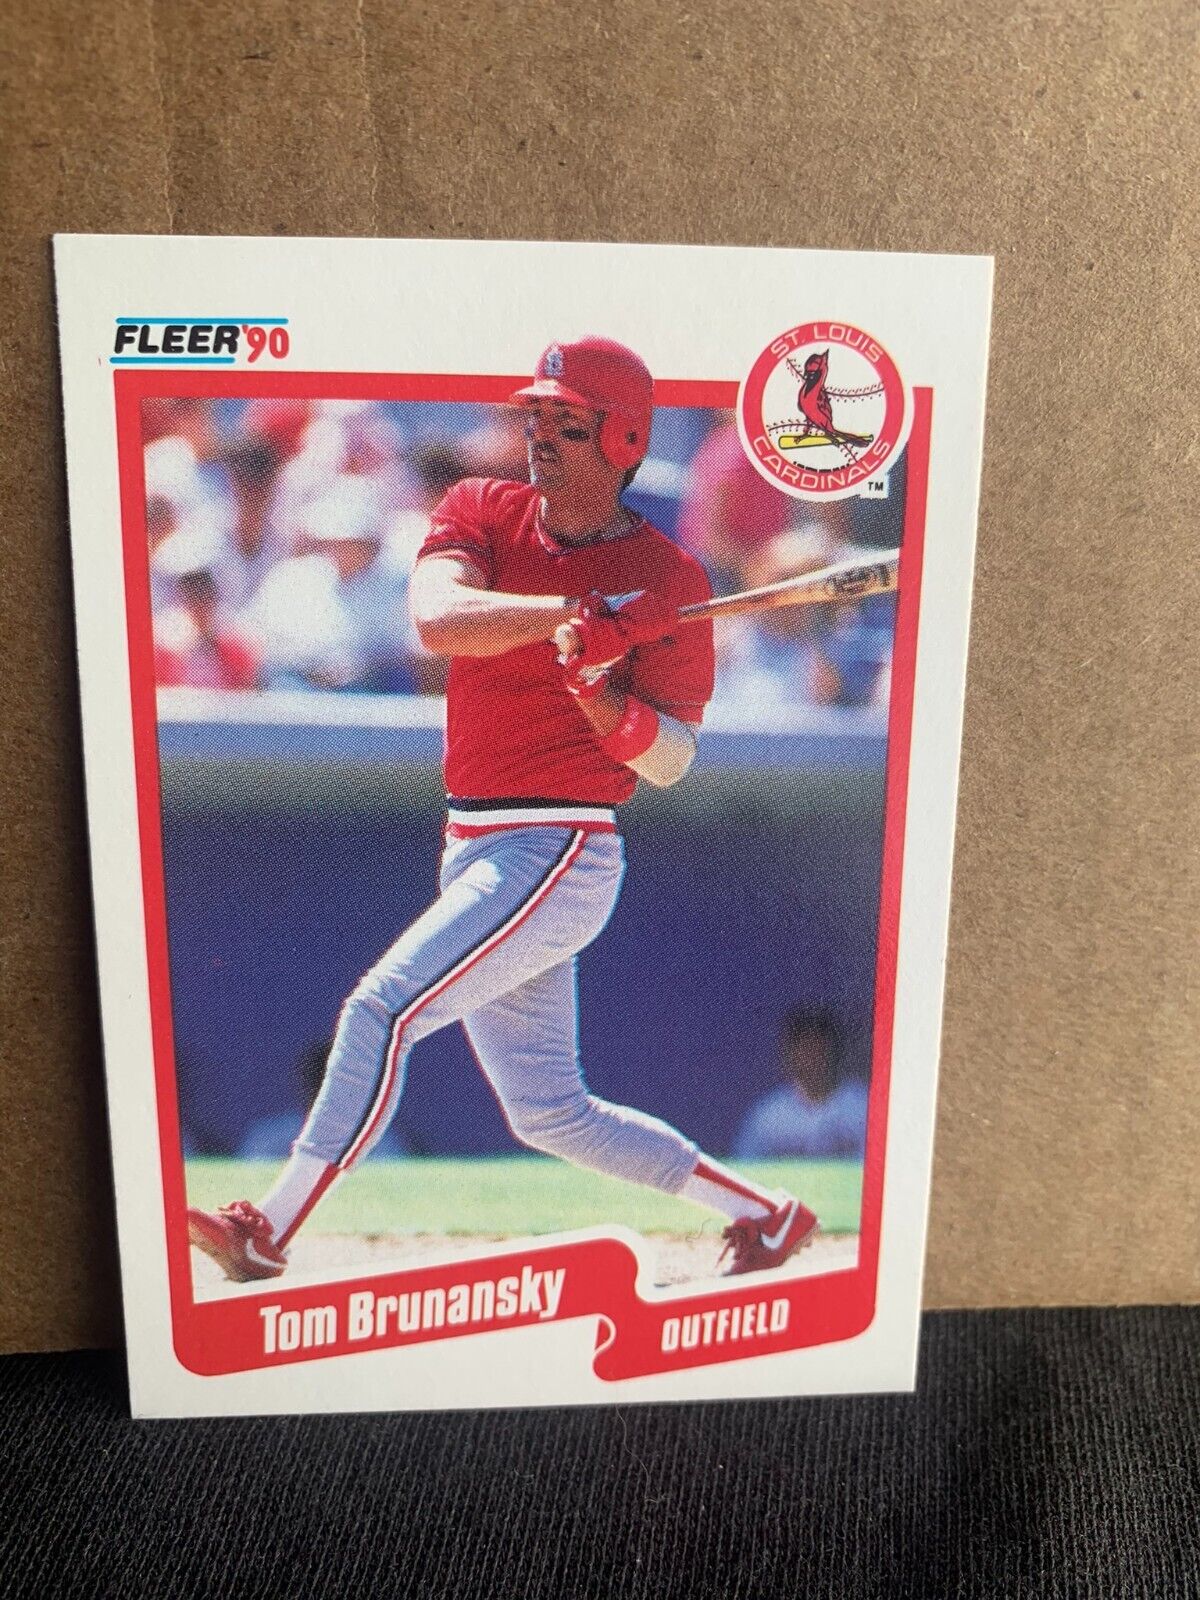 FLEER '90
ST. LOUIS
CARDINALS
TM
Tom Brunansky
OUTFIELD